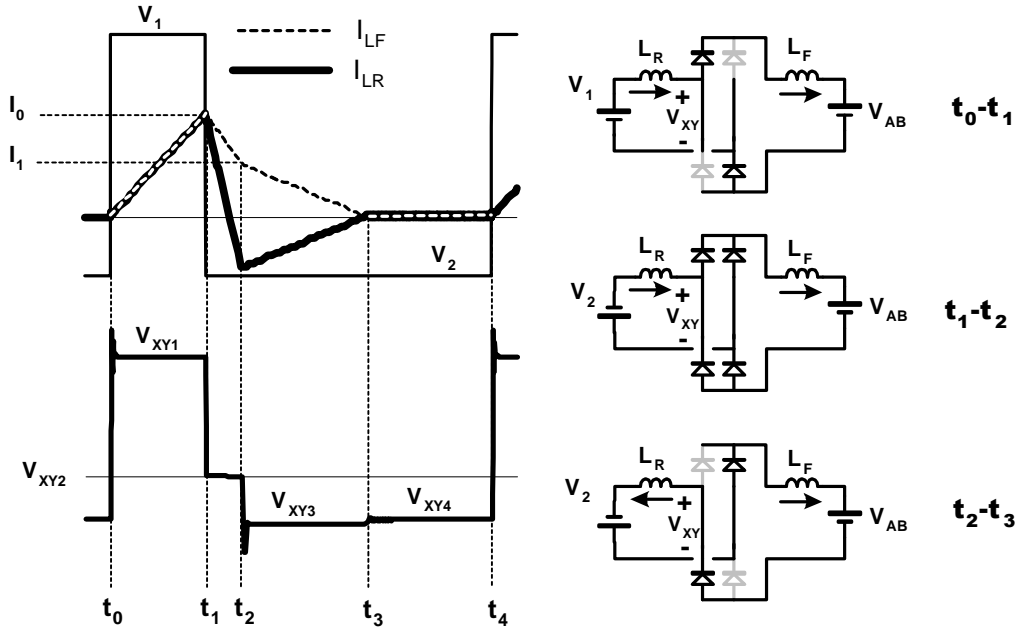 V1
ILF
ILR
I0
I1
V2
VXY1
VXY2
VXY3
VXY4
t0
t1
t2
t3
t4
LR
LF
V1
+
VXY
-
VAB
t0-t1
LR
LF
V2
+
VXY
-
VAB
t1-t2
LR
LF
V2
+
VXY
-
VAB
t2-t3